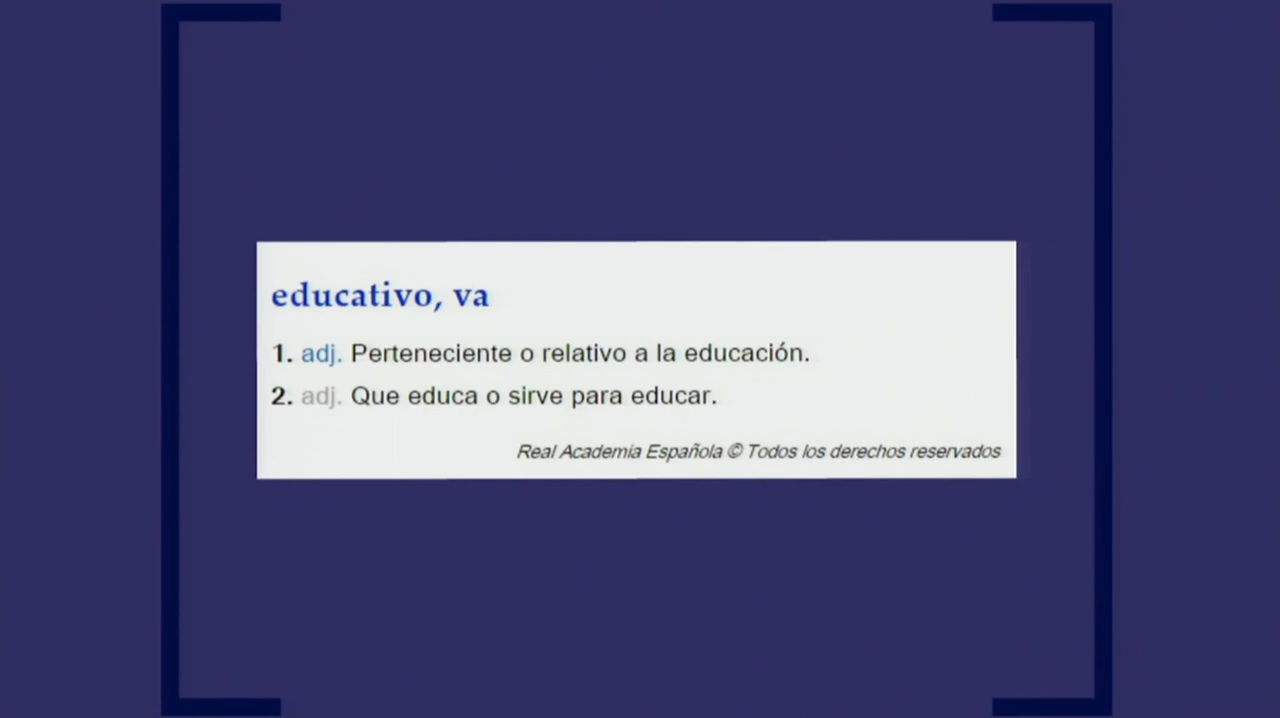 educativo, va
1. adj. Perteneciente o relativo a la educación.
2. adj. Que educa o sirve para educar.
Real Academia Española © Todos los derechos reservados